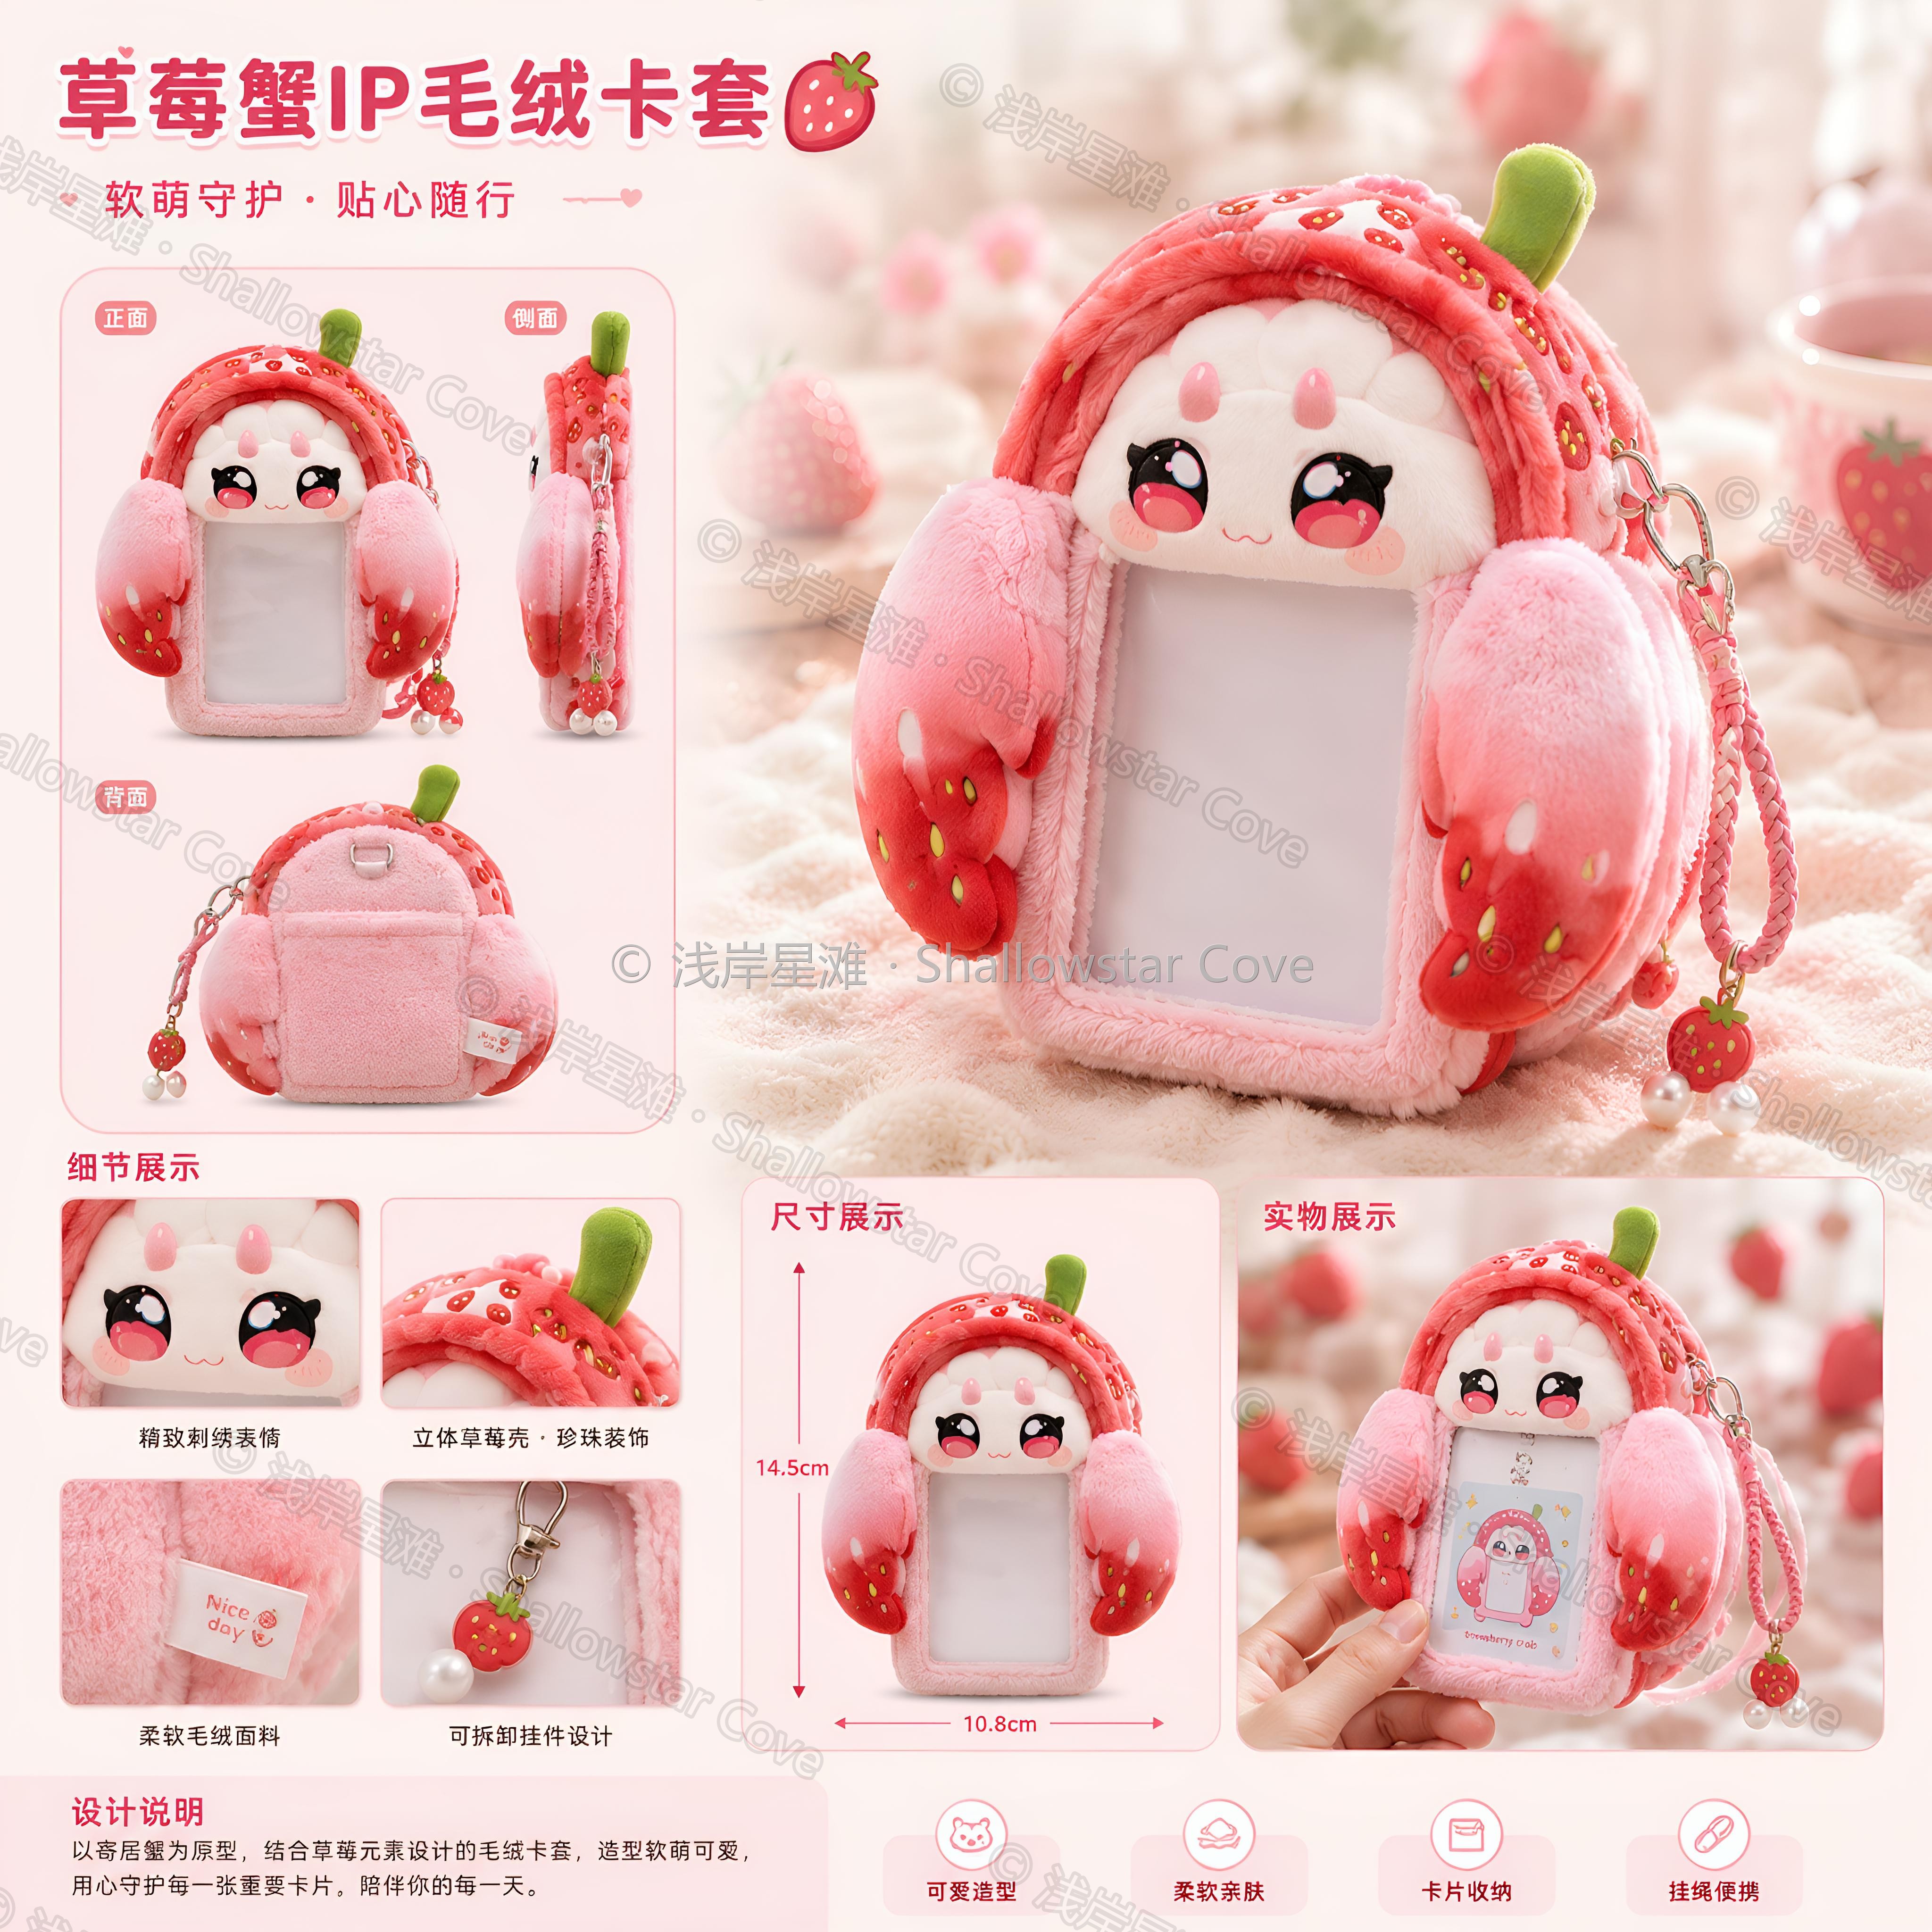 草莓蟹IP毛绒卡套
软萌守护 · 贴心随行
正面
侧面
背面
细节展示
精致刺绣表情
立体草莓壳 · 珍珠装饰
Nice
day
柔软毛绒面料
可拆卸挂件设计
尺寸展示
14.5cm
10.8cm
实物展示
设计说明
以寄居蟹为原型，结合草莓元素设计的毛绒卡套，造型软萌可爱，
用心守护每一张重要卡片。陪伴你的每一天。
可爱造型
柔软亲肤
卡片收纳
挂绳便携
© 浅岸星滩 · Shallowstar Cove